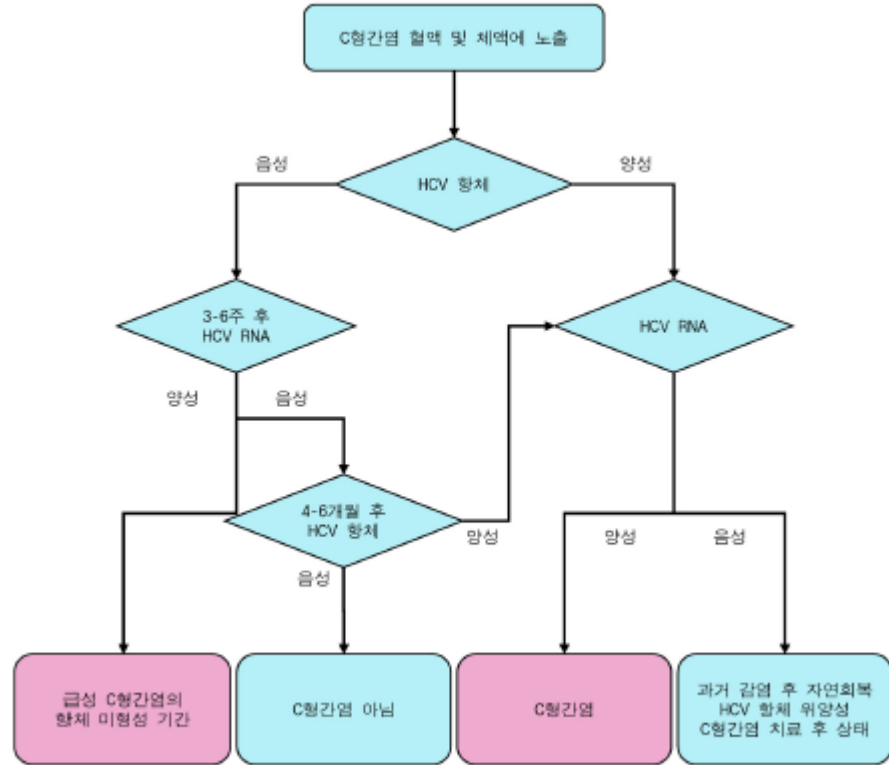 C형간염 혈액 및 체액에 노출
음성
양성
HCV 항체
3-6주 후
HCV RNA
HCV RNA
양성
음성
4-6개월 후
HCV 항체
양성
음성
양성
음성
급성 C형간염의
항체 미형성 기간
C형간염 아님
C형간염
과거 감염 후 자연회복
HCV 항체 위양성
C형간염 치료 후 상태